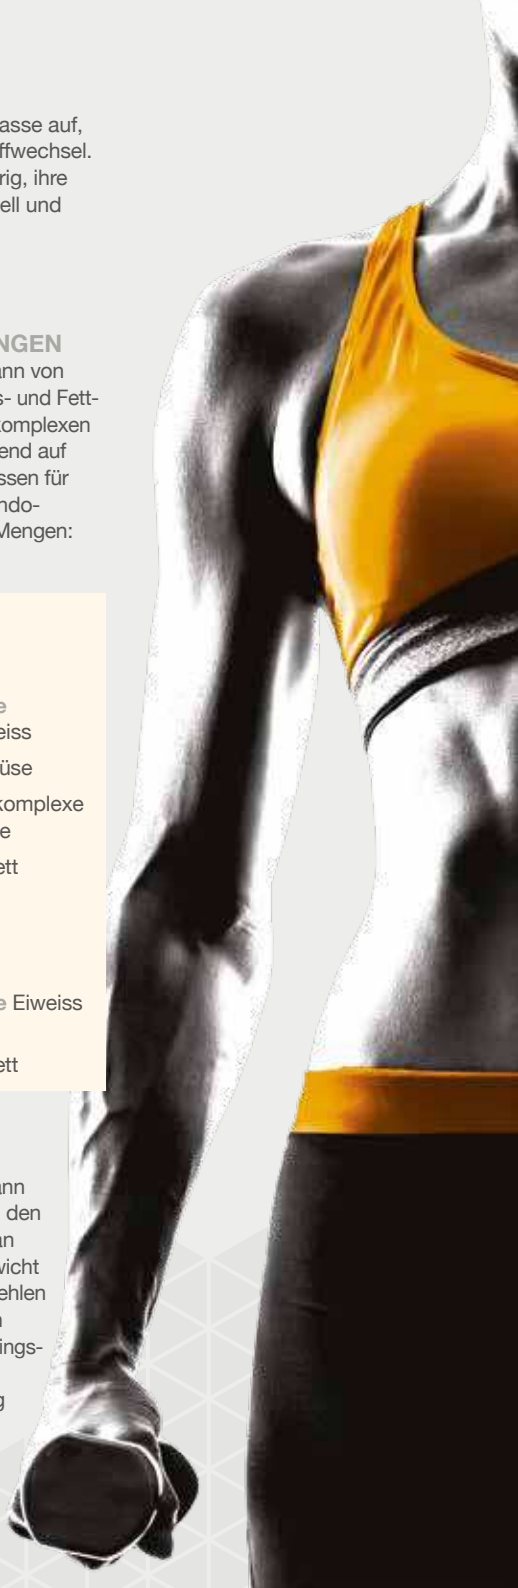 asse auf,
ffwechsel.
rig, ihre
ell und
NGEN
ann von
s- und Fett-
komplexen
end auf
ssen für
ndo-
Mengen:
e
eiss
üse
komplexe
e
ett
e Eiweiss
ett
ann
den
an
wicht
ehlen
n
ings-
g